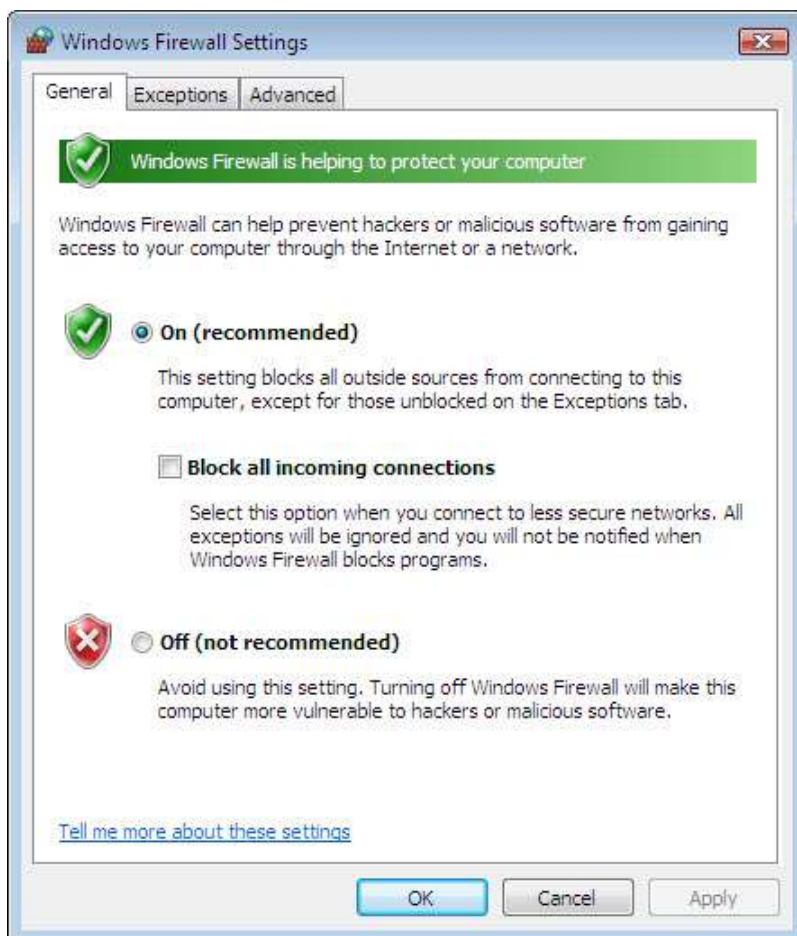 Windows Firewall Settings
General
Exceptions
Advanced
Windows Firewall is helping to protect your computer
Windows Firewall can help prevent hackers or malicious software from gaining
access to your computer through the Internet or a network.
On (recommended)
This setting blocks all outside sources from connecting to this
computer, except for those unblocked on the Exceptions tab.
Block all incoming connections
Select this option when you connect to less secure networks. All
exceptions will be ignored and you will not be notified when
Windows Firewall blocks programs.
Off (not recommended)
Avoid using this setting. Turning off Windows Firewall will make this
computer more vulnerable to hackers or malicious software.
Tell me more about these settings
OK
Cancel
Apply